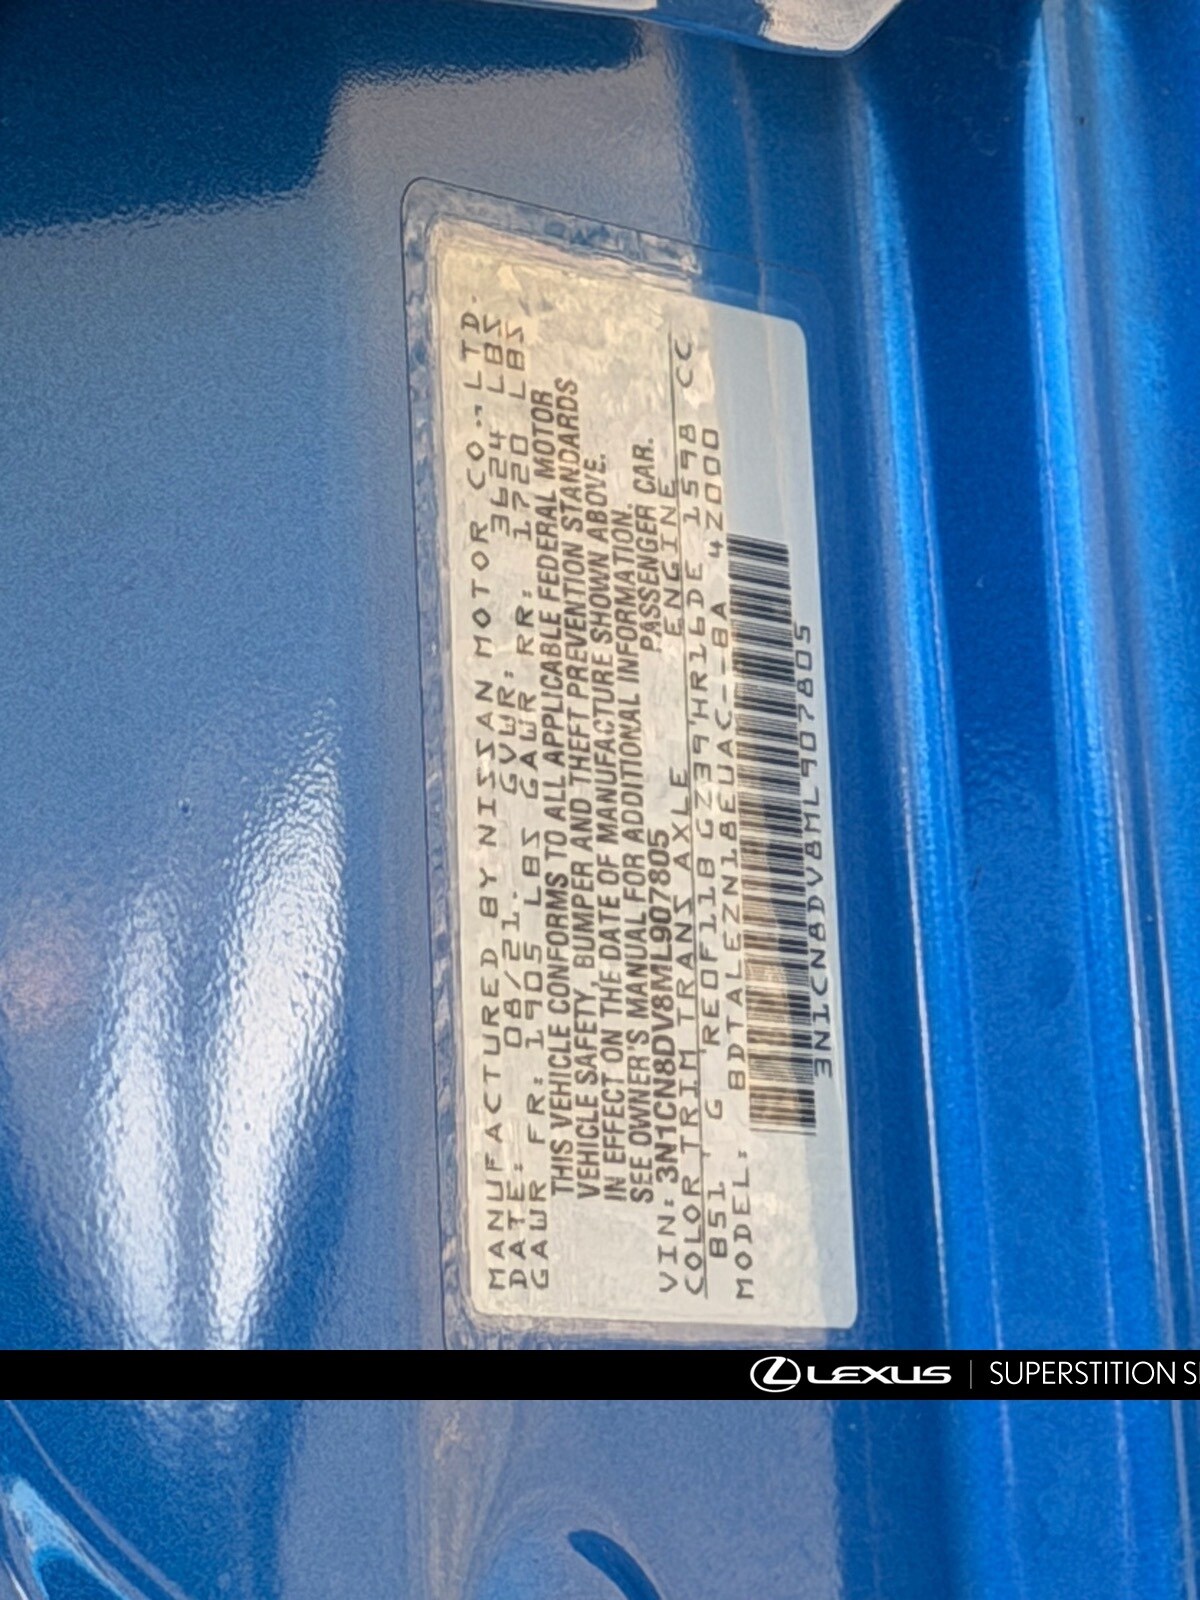 MANUFACTURED BY NISSAN MOTOR CO., LTD.
DATE: 08/21. GVWR: 3624 LBS
GAWR FR: 1905 LBS GAWR RR: 1720 LBS
THIS VEHICLE CONFORMS TO ALL APPLICABLE FEDERAL MOTOR
VEHICLE SAFETY, BUMPER AND THEFT PREVENTION STANDARDS
IN EFFECT ON THE DATE OF MANUFACTURE SHOWN ABOVE.
SEE OWNER'S MANUAL FOR ADDITIONAL INFORMATION.
VIN: 3N1CN8DV8ML907805 PASSENGER CAR.
COLOR TRIM TRANS AXLE ENGINE
B51 ' G 'RE0F11B GZ39'HR16DE 1598 CC
MODEL: BDTALEZN18EUAC--BA 4Z000
3N1CN8DV8ML907805
LEXUS | SUPERSTITION